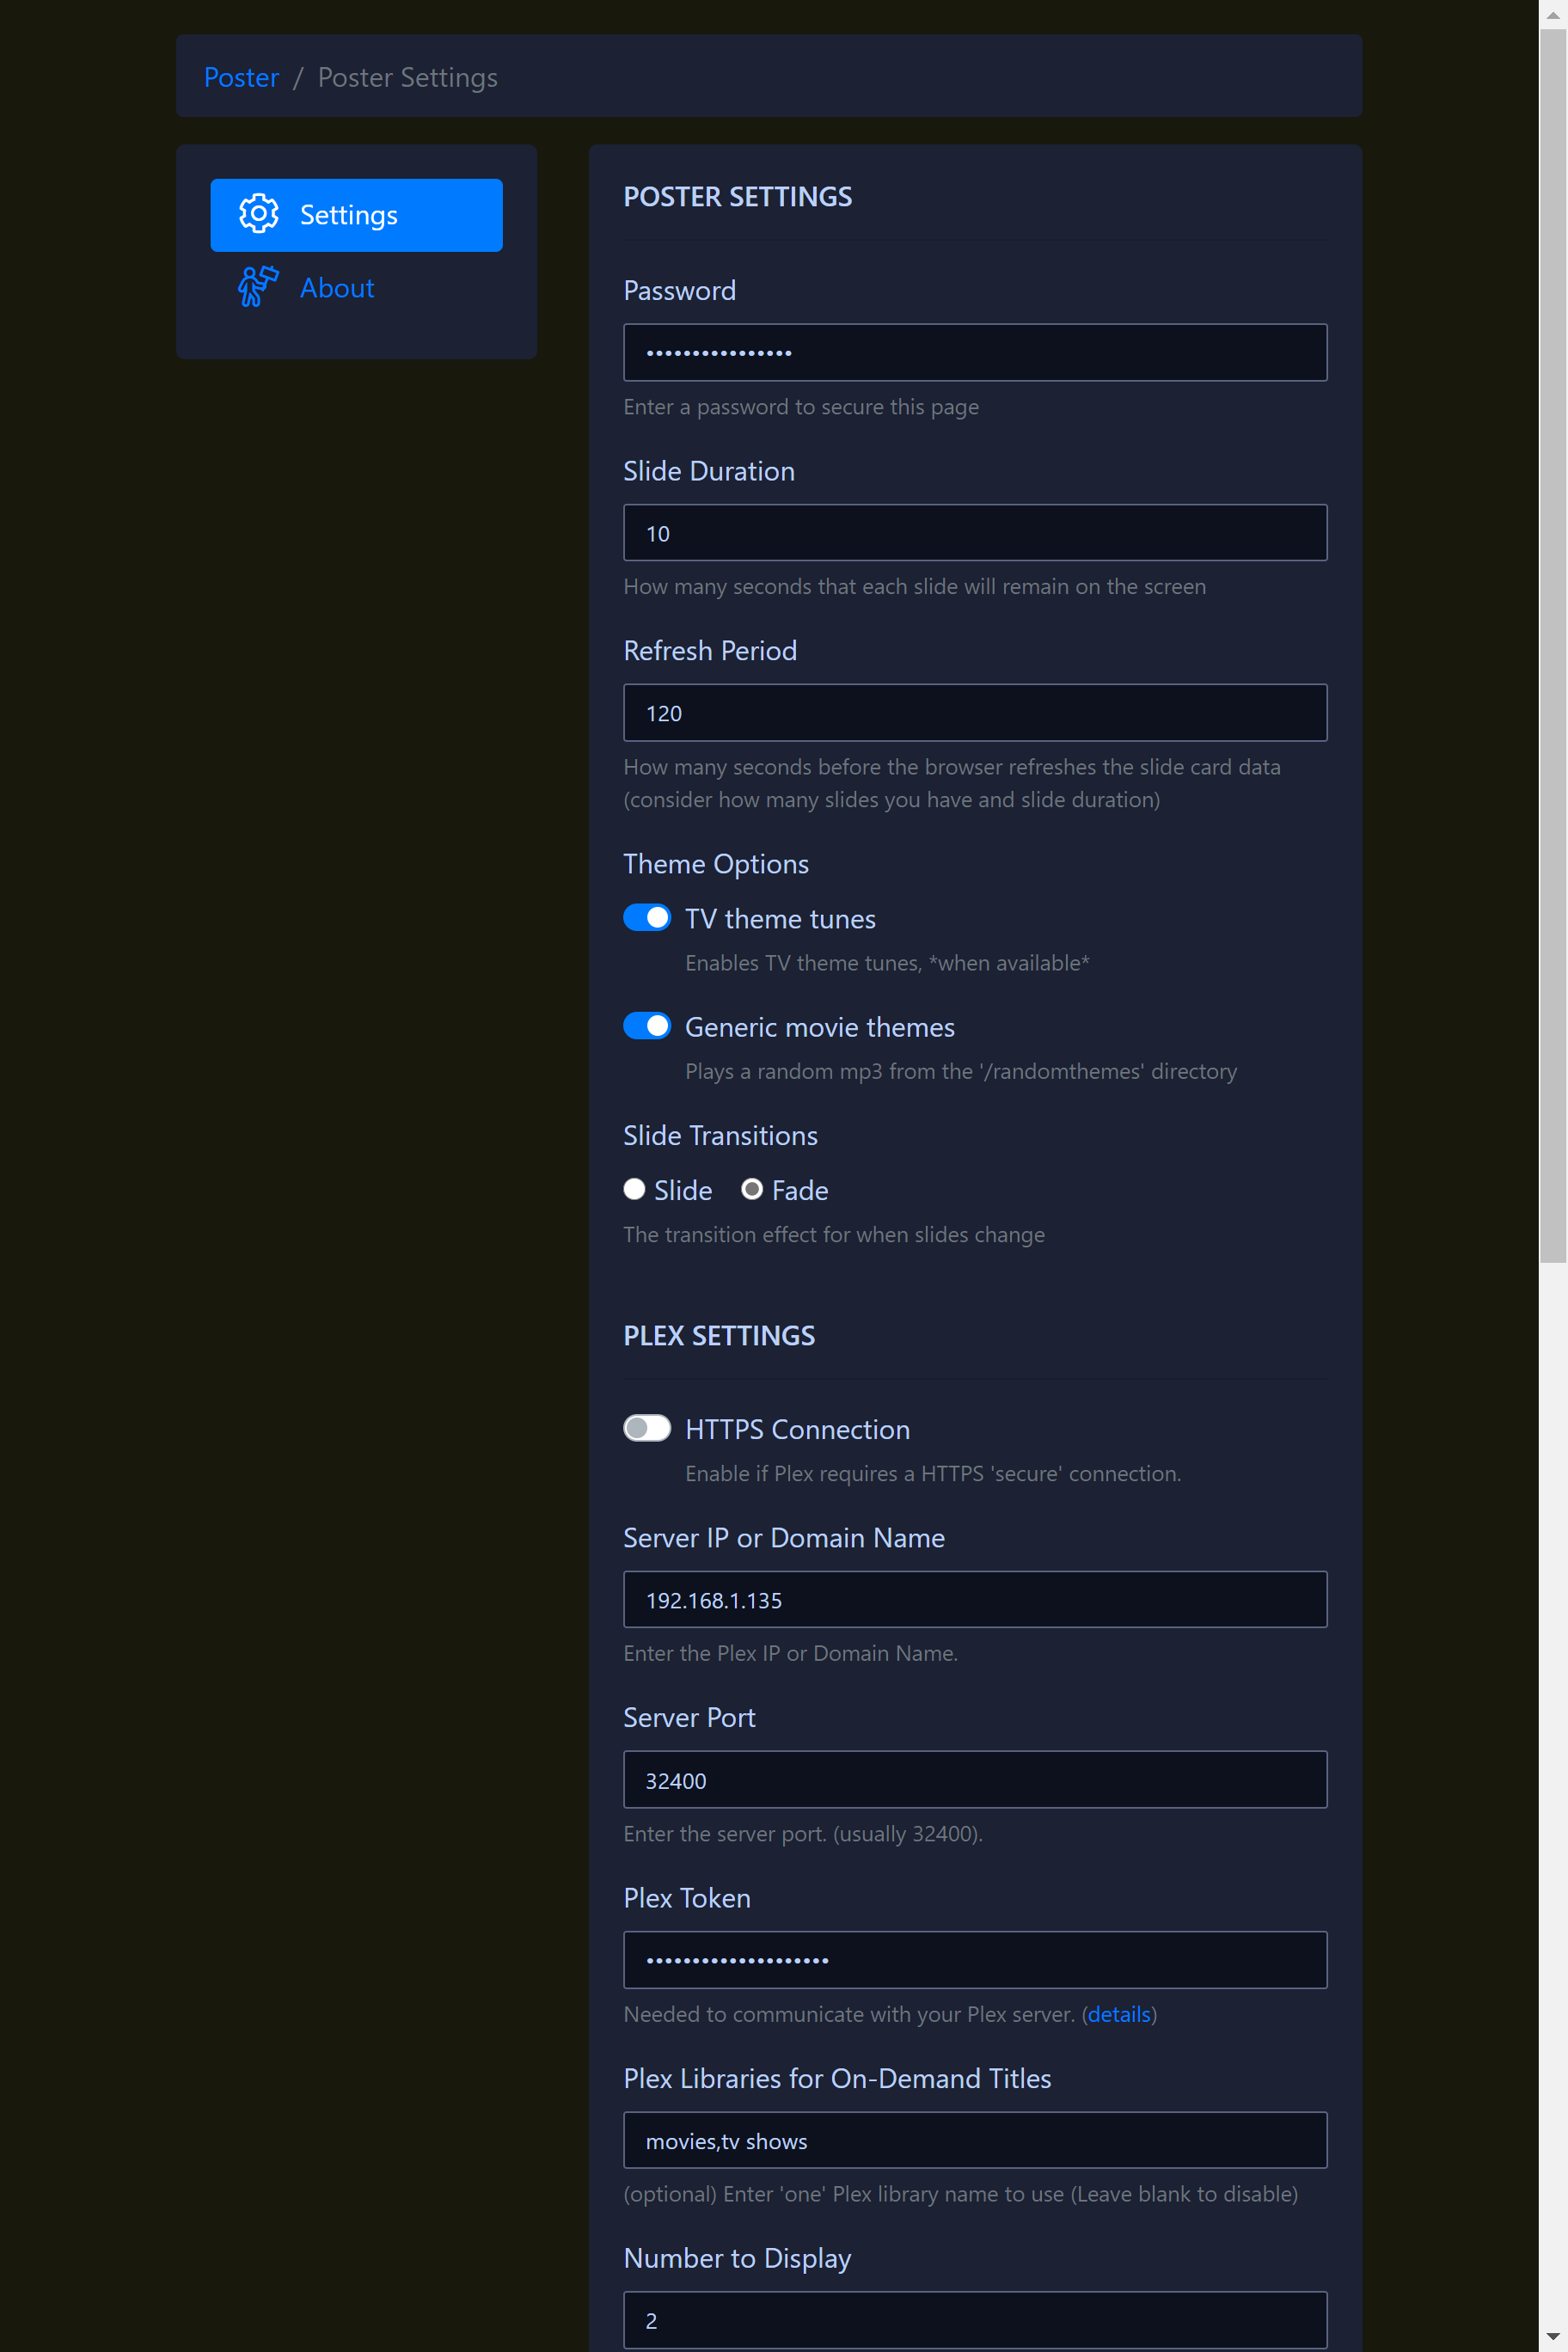 Poster / Poster Settings
Settings
About
POSTER SETTINGS
Password
••••••••••••••••
Enter a password to secure this page
Slide Duration
10
How many seconds that each slide will remain on the screen
Refresh Period
120
How many seconds before the browser refreshes the slide card data
(consider how many slides you have and slide duration)
Theme Options
TV theme tunes
Enables TV theme tunes, *when available*
Generic movie themes
Plays a random mp3 from the '/randomthemes' directory
Slide Transitions
Slide Fade
The transition effect for when slides change
PLEX SETTINGS
HTTPS Connection
Enable if Plex requires a HTTPS 'secure' connection.
Server IP or Domain Name
192.168.1.135
Enter the Plex IP or Domain Name.
Server Port
32400
Enter the server port. (usually 32400).
Plex Token
••••••••••••••••••••
Needed to communicate with your Plex server. (details)
Plex Libraries for On-Demand Titles
movies,tv shows
(optional) Enter 'one' Plex library name to use (Leave blank to disable)
Number to Display
2